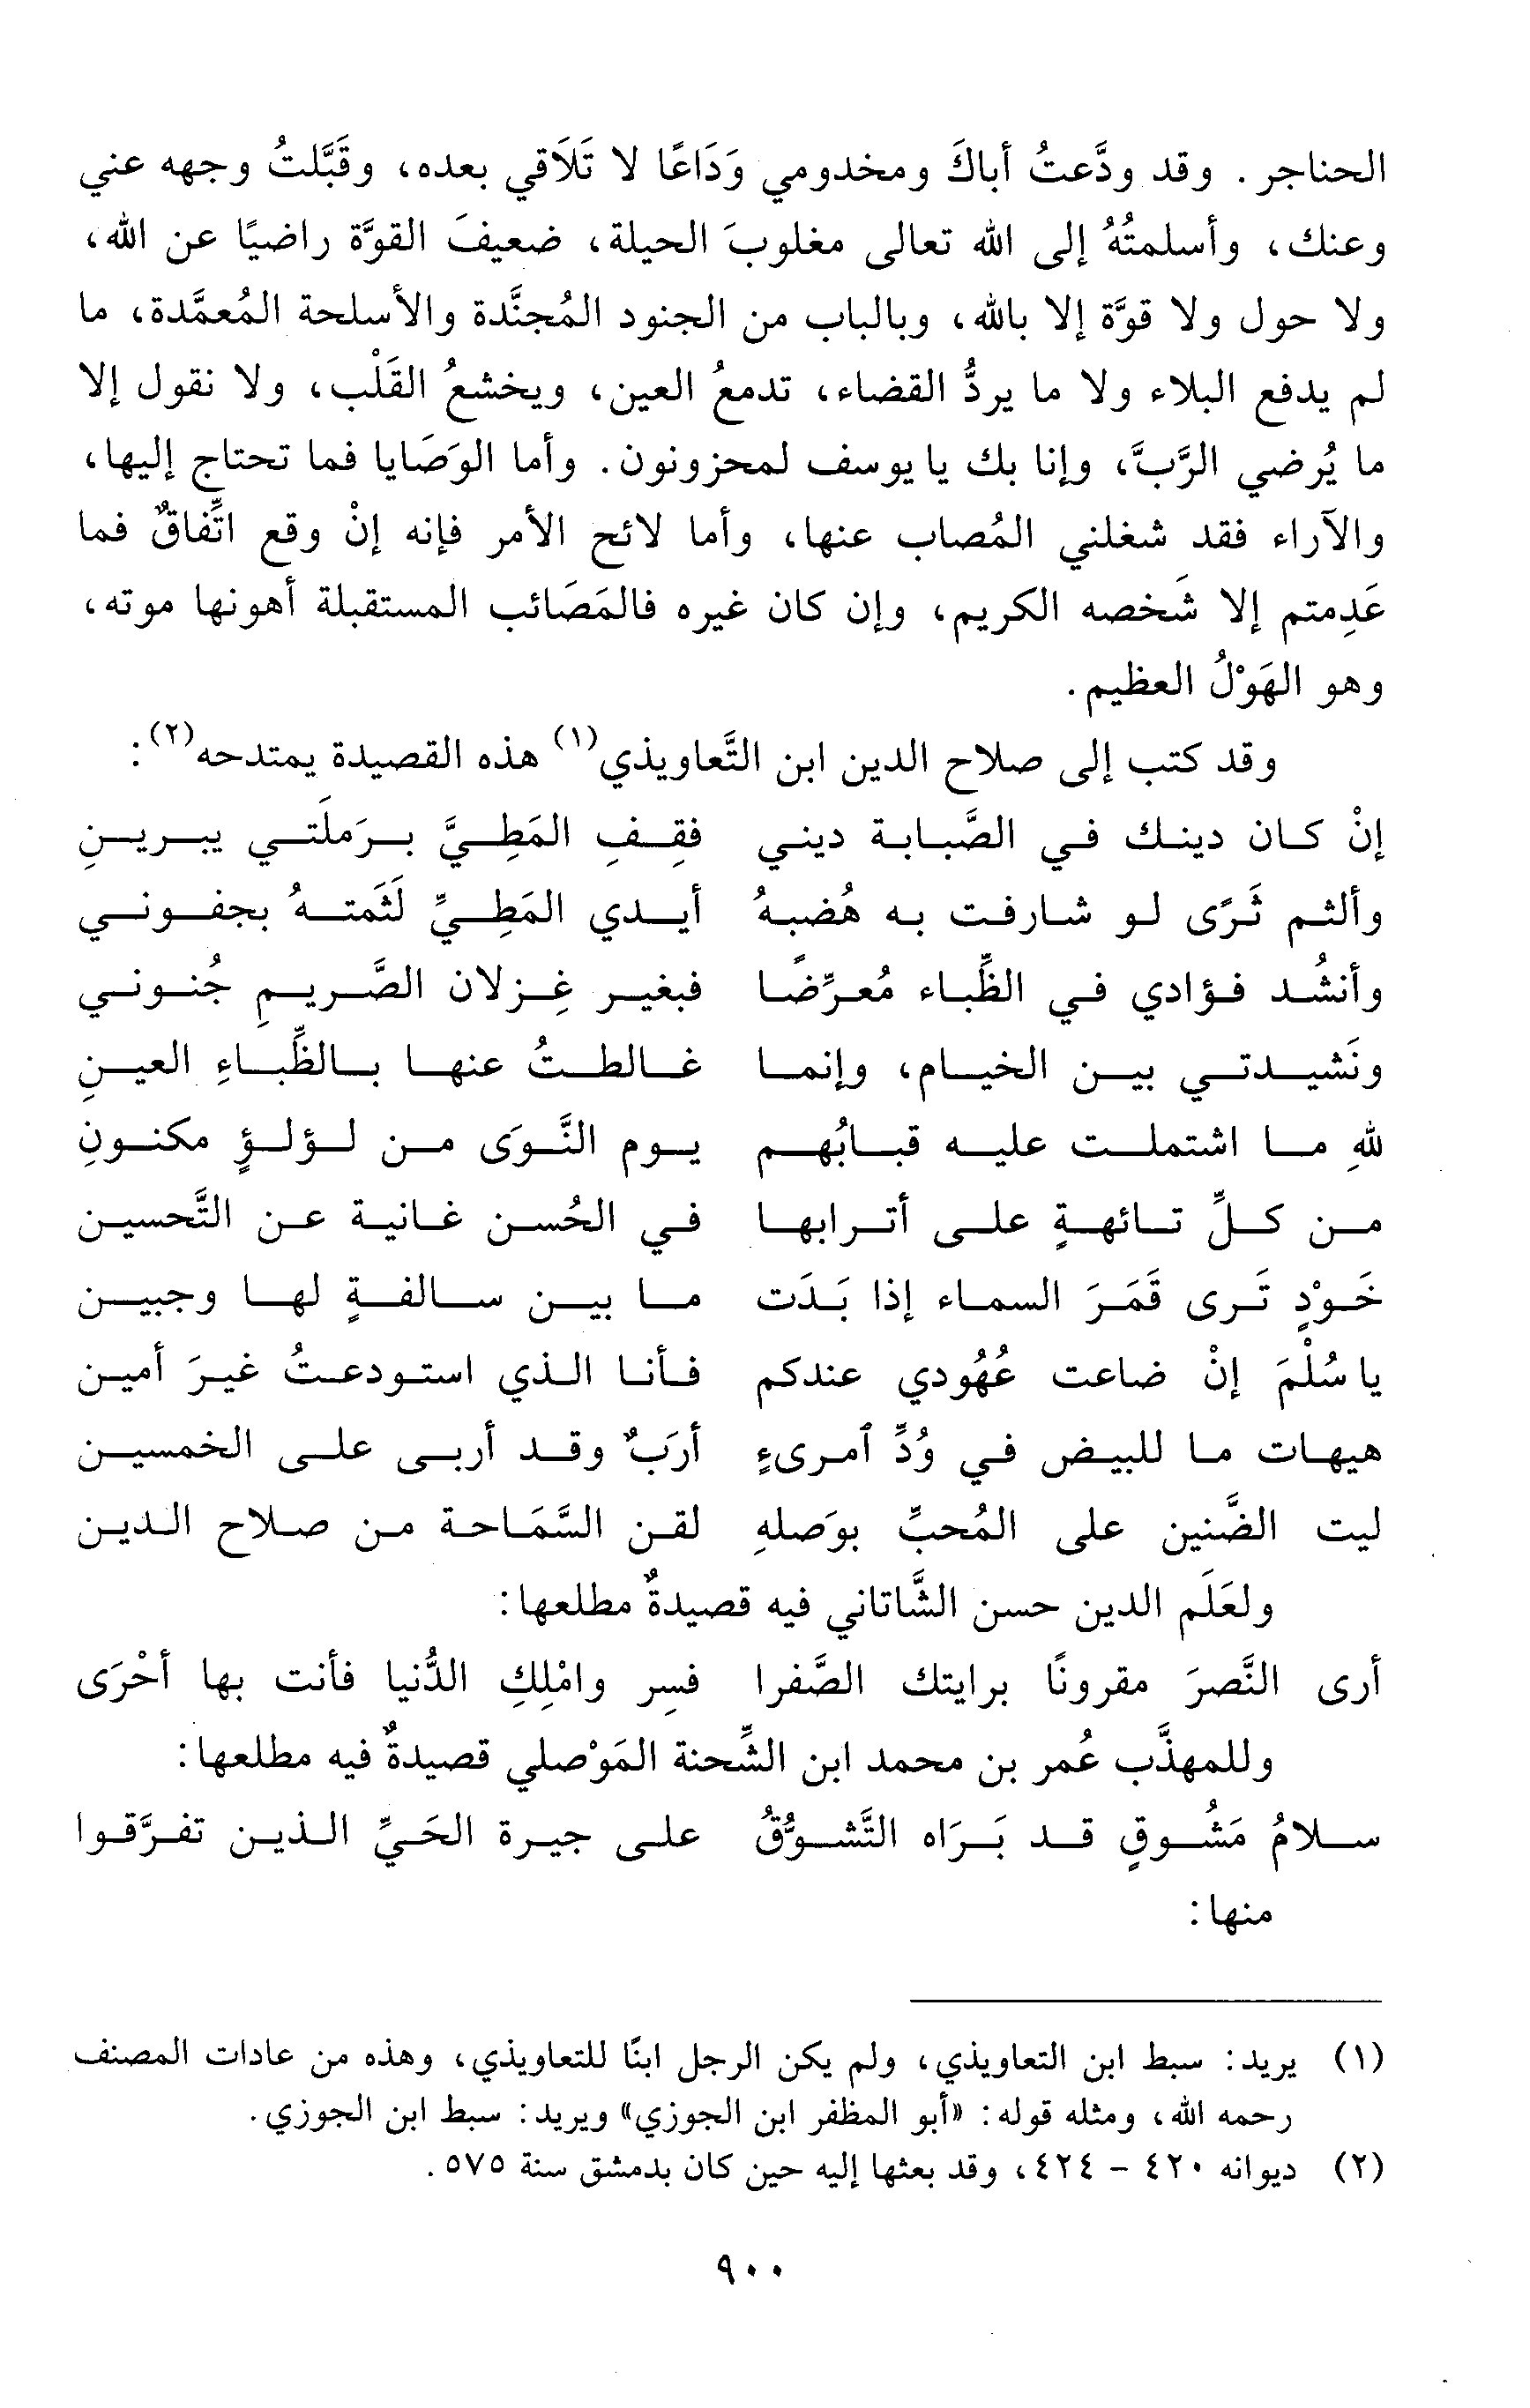 الحناجر. وقد ودَّعتُ أباكَ ومخدومي وَدَاعًا لا تَلَاقي بعده، وقَبَّلتُ وجهه عني
وعنك، وأسلمتُهُ إلى الله تعالى مغلوبَ الحيلة، ضعيفَ القوَّة راضيًا عن الله،
ولا حول ولا قوَّة إلا بالله، وبالباب من الجنود المُجنَّدة والأسلحة المُعمَّدة، ما
لم يدفع البلاء ولا ما يردُّ القضاء، تدمعُ العين، ويخشعُ القَلْب، ولا نقول إلا
ما يُرضي الرَّبَّ، وإنا بك يا يوسف لمحزونون. وأما الوَصَايا فما تحتاج إليها،
والآراء فقد شغلني المُصاب عنها، وأما لائح الأمر فإنه إنْ وقع اتِّفاقٌ فما
عَدِمتم إلا شَخصه الكريم، وإن كان غيره فالمَصَائب المستقبلة أهونها موته،
وهو الهَوْلُ العظيم.
وقد كتب إلى صلاح الدين ابن التَّعاويذي(١) هذه القصيدة يمتدحه(٢):
إنْ كان دينك في الصَّبابة ديني فقِفِ المَطِيَّ برَملَتي يبرينِ
وألثم ثَرًى لو شارفت به هُضبهُ أيدي المَطِيِّ لَثَمتهُ بجفوني
وأنشُد فؤادي في الظِّباء مُعرِّضًا فبغير غِزلان الصَّريمِ جُنوني
ونَشيدتي بين الخيام، وإنما غالطتُ عنها بالظِّباءِ العينِ
للهِ ما اشتملت عليه قبابُهم يوم النَّوَى من لؤلؤٍ مكنونِ
من كلِّ تائهةٍ على أترابها في الحُسن غانية عن التَّحسين
خَوْدٍ تَرى قَمَرَ السماء إذا بَدَت ما بين سالفةٍ لها وجبين
يا سُلْمَ إنْ ضاعت عُهُودي عندكم فأنا الذي استودعتُ غيرَ أمين
هيهات ما للبيض في وُدِّ ٱمرىءٍ أرَبٌ وقد أربى على الخمسين
ليت الضَّنين على المُحبِّ بوَصلهِ لقن السَّمَاحة من صلاح الدين
ولعَلَم الدين حسن الشَّاتاني فيه قصيدةٌ مطلعها:
أرى النَّصرَ مقرونًا برايتك الصَّفرا فسِر وامْلِكِ الدُّنيا فأنت بها أحْرَى
وللمهذَّب عُمر بن محمد ابن الشِّحنة المَوْصلي قصيدةٌ فيه مطلعها:
سلامُ مَشُوقٍ قد بَرَاه التَّشوُّقُ على جيرة الحَيِّ الذين تفرَّقوا
منها:
(١) يريد: سبط ابن التعاويذي، ولم يكن الرجل ابنًا للتعاويذي، وهذه من عادات المصنف
رحمه الله، ومثله قوله: «أبو المظفر ابن الجوزي» ويريد: سبط ابن الجوزي.
(٢) ديوانه ٤٢٠ - ٤٢٤، وقد بعثها إليه حين كان بدمشق سنة ٥٧٥.
٩٠٠